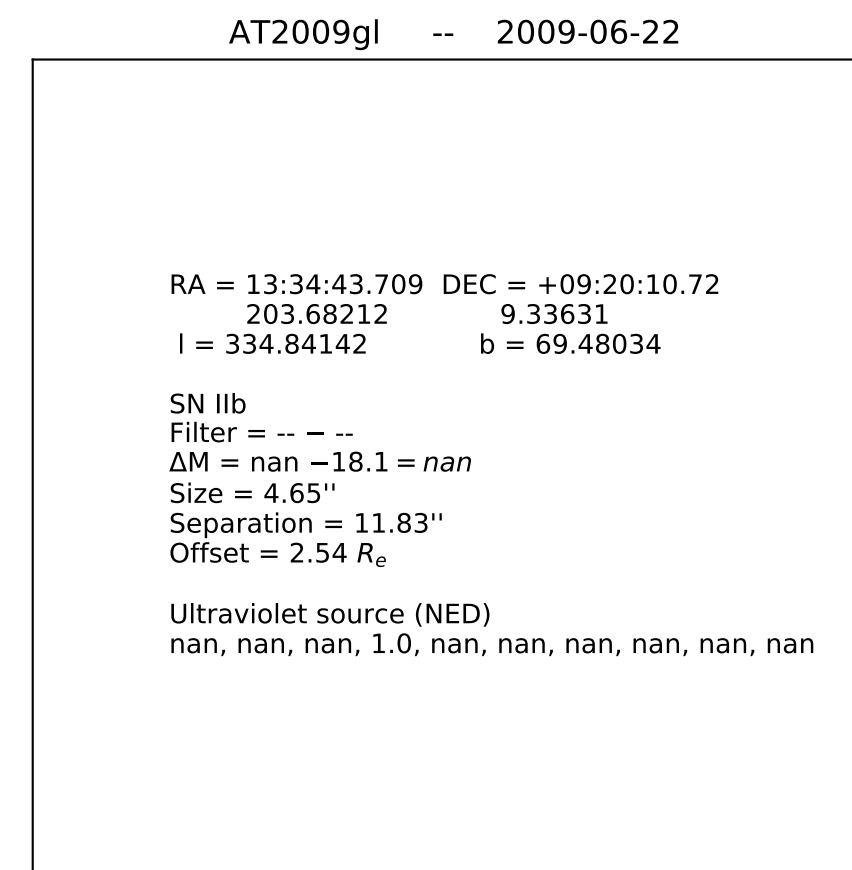 AT2009gl -- 2009-06-22
RA = 13:34:43.709 DEC = +09:20:10.72
203.68212 9.33631
l = 334.84142 b = 69.48034
SN IIb
Filter = -- − --
ΔM = nan −18.1 = nan
Size = 4.65''
Separation = 11.83''
Offset = 2.54 Rₑ
Ultraviolet source (NED)
nan, nan, nan, 1.0, nan, nan, nan, nan, nan, nan